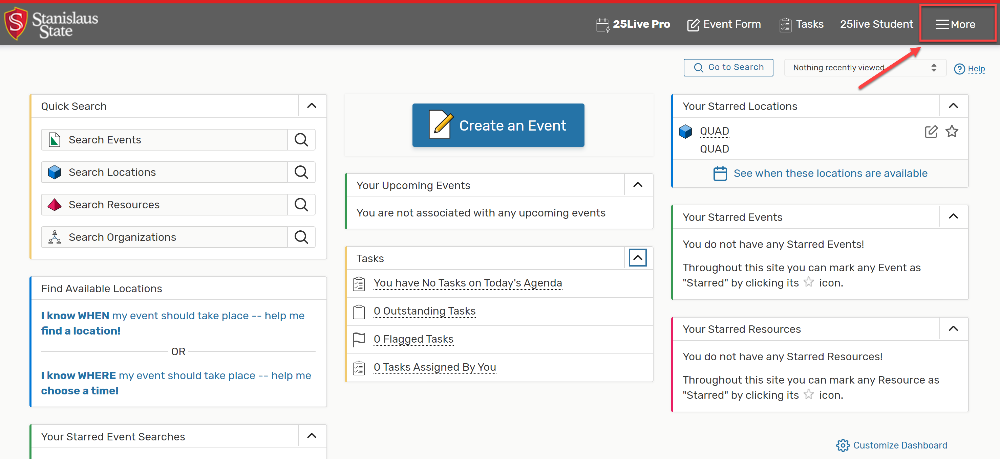 Stanislaus
State
25Live Pro
Event Form
Tasks
25live Student
More
Go to Search
Nothing recently viewed
Help
Quick Search
Search Events
Search Locations
Search Resources
Search Organizations
Find Available Locations
I know WHEN my event should take place -- help me
find a location!
OR
I know WHERE my event should take place -- help me
choose a time!
Your Starred Event Searches
Create an Event
Your Upcoming Events
You are not associated with any upcoming events
Tasks
You have No Tasks on Today's Agenda
0 Outstanding Tasks
0 Flagged Tasks
0 Tasks Assigned By You
Your Starred Locations
QUAD
QUAD
See when these locations are available
Your Starred Events
You do not have any Starred Events!
Throughout this site you can mark any Event as
"Starred" by clicking its icon.
Your Starred Resources
You do not have any Starred Resources!
Throughout this site you can mark any Resource as
"Starred" by clicking its icon.
Customize Dashboard